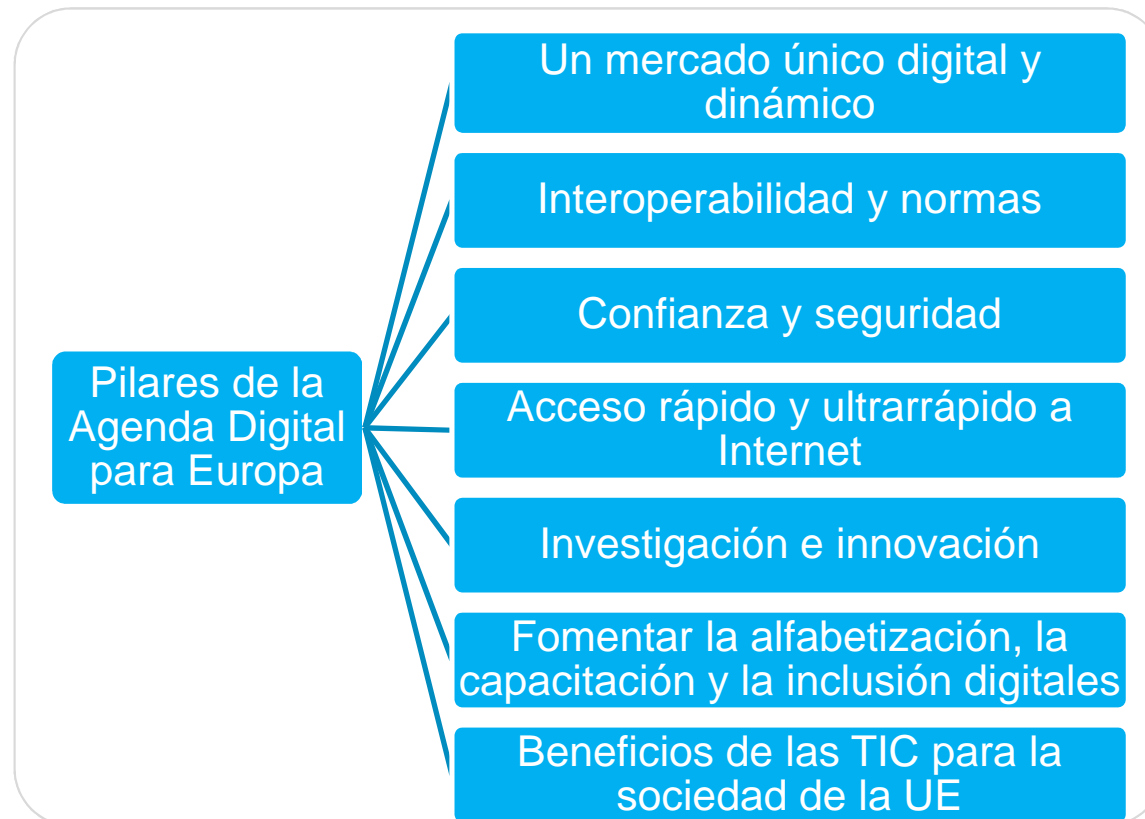 Un mercado único digital y
dinámico
Interoperabilidad y normas
Confianza y seguridad
Pilares de la
Agenda Digital
para Europa
Acceso rápido y ultrarrápido a
Internet
Investigación e innovación
Fomentar la alfabetización, la
capacitación y la inclusión digitales
Beneficios de las TIC para la
sociedad de la UE